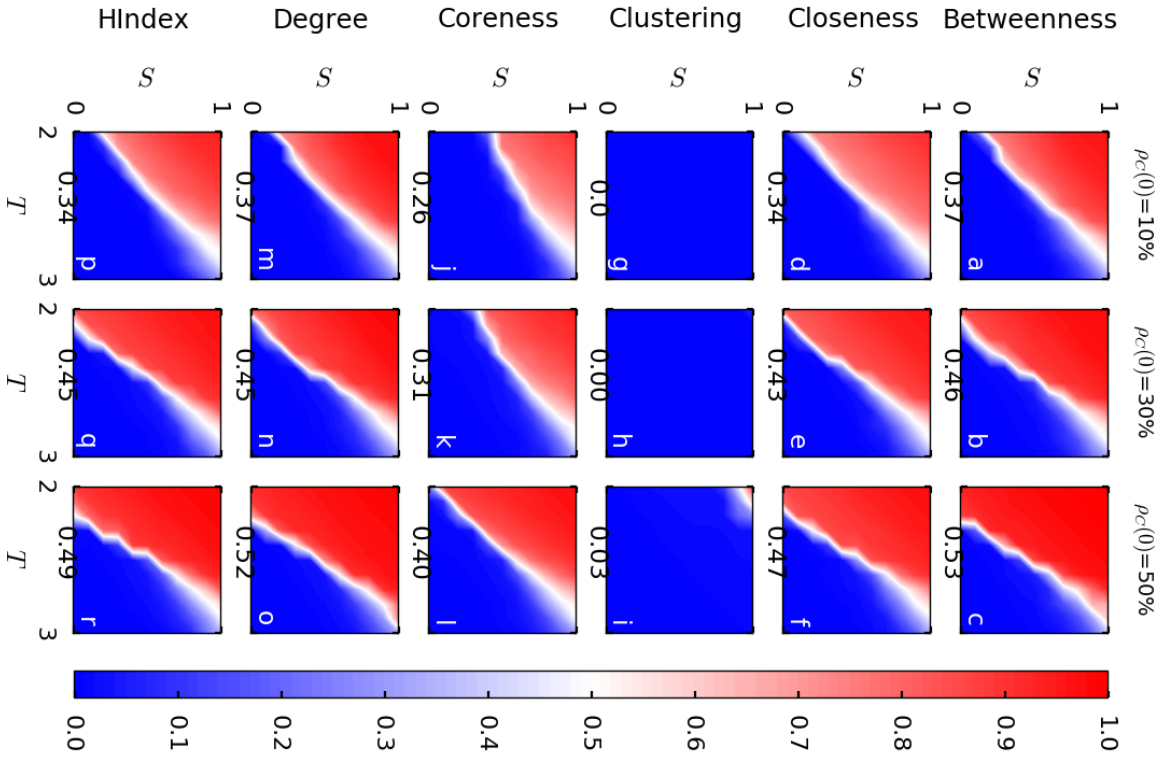 HIndex Degree Coreness Clustering Closeness Betweenness
S S S S S S
0 1 0 1 0 1 0 1 0 1 0 1
ρC(0)=10%
2 T 3
0.34 0.37 0.26 0.0 0.34 0.37
p m j g d a
ρC(0)=30%
2 T 3
0.45 0.45 0.31 0.00 0.43 0.46
q n k h e b
ρC(0)=50%
2 T 3
0.49 0.52 0.40 0.03 0.47 0.53
r o l i f c
0.0 0.1 0.2 0.3 0.4 0.5 0.6 0.7 0.8 0.9 1.0